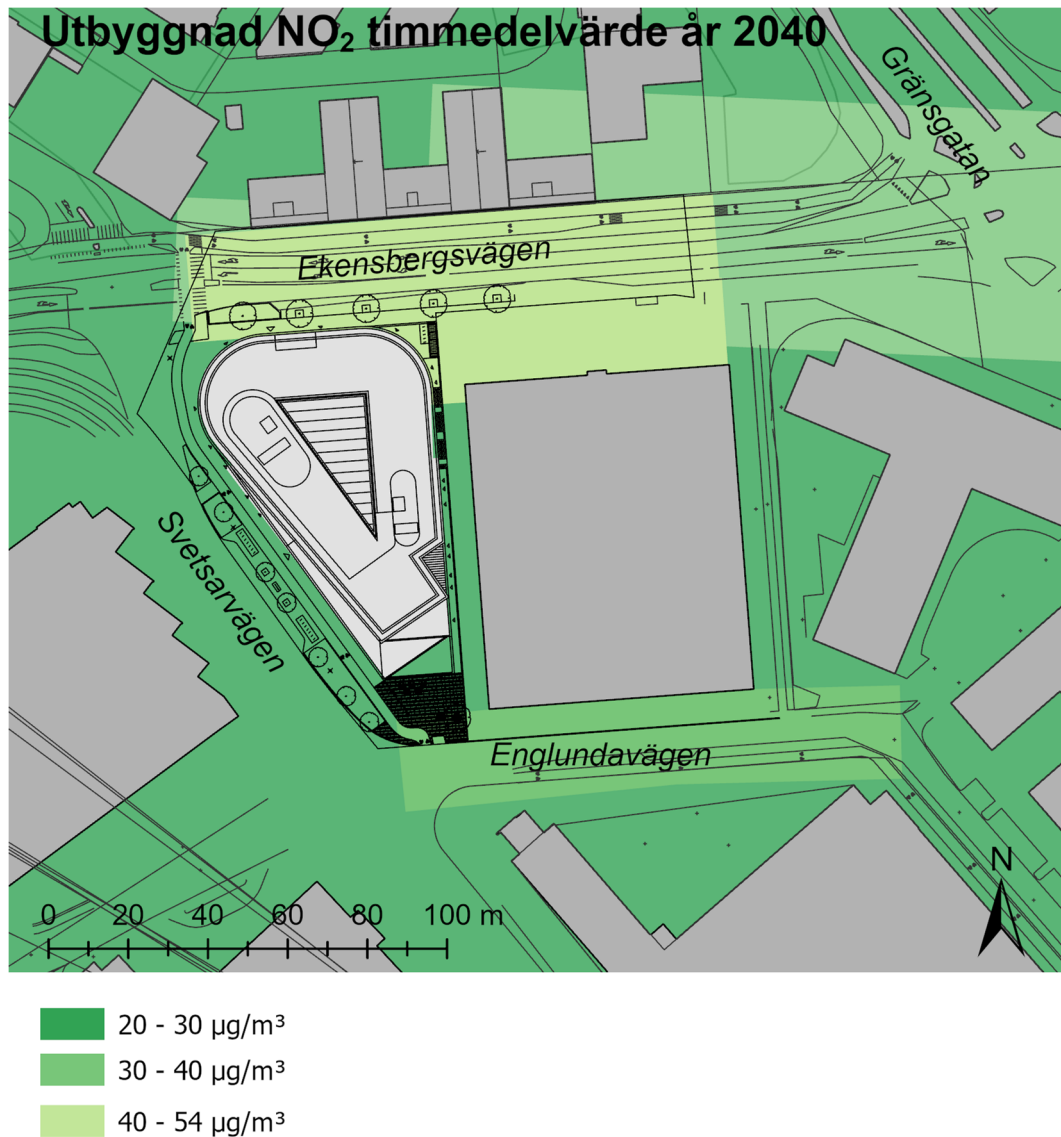 Utbyggnad NO₂ timmedelvärde år 2040
Gränsgatan
Ekensbergsvägen
Svetsarvägen
Englundavägen
N
0 20 40 60 80 100 m
20 - 30 µg/m³
30 - 40 µg/m³
40 - 54 µg/m³